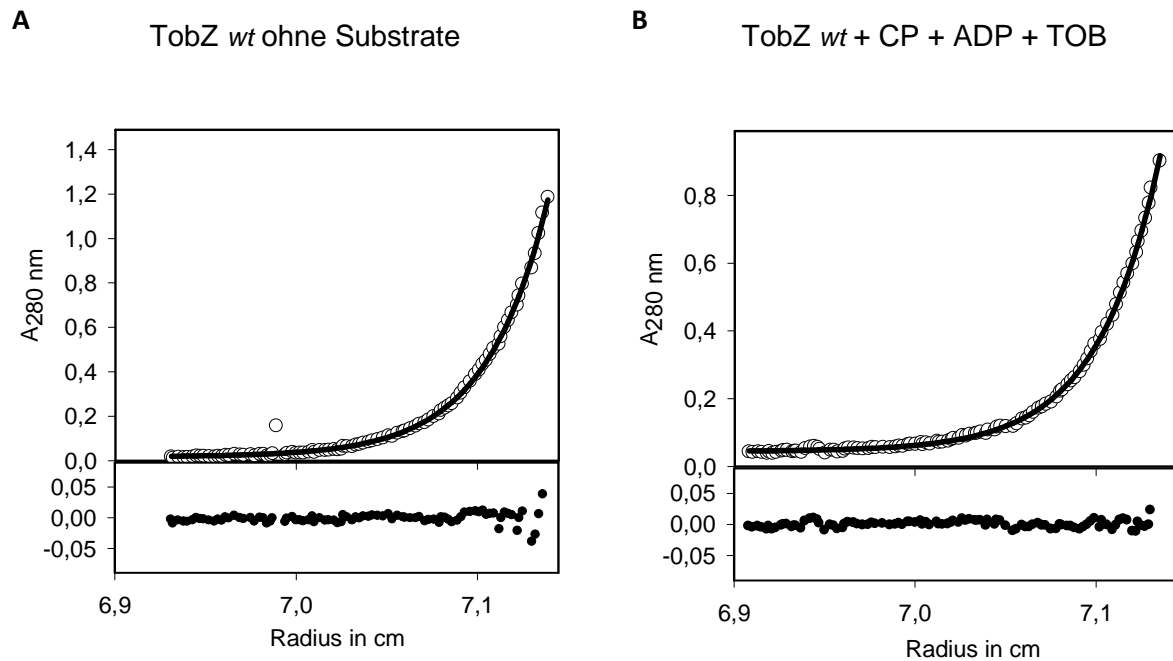 A
TobZ wt ohne Substrate
1,4
1,2
1,0
0,8
0,6
0,4
0,2
0,0
A280 nm
0,05
0,00
-0,05
6,9 7,0 7,1
Radius in cm
B
TobZ wt + CP + ADP + TOB
0,8
0,6
0,4
0,2
0,0
A280 nm
0,05
0,00
-0,05
6,9 7,0 7,1
Radius in cm